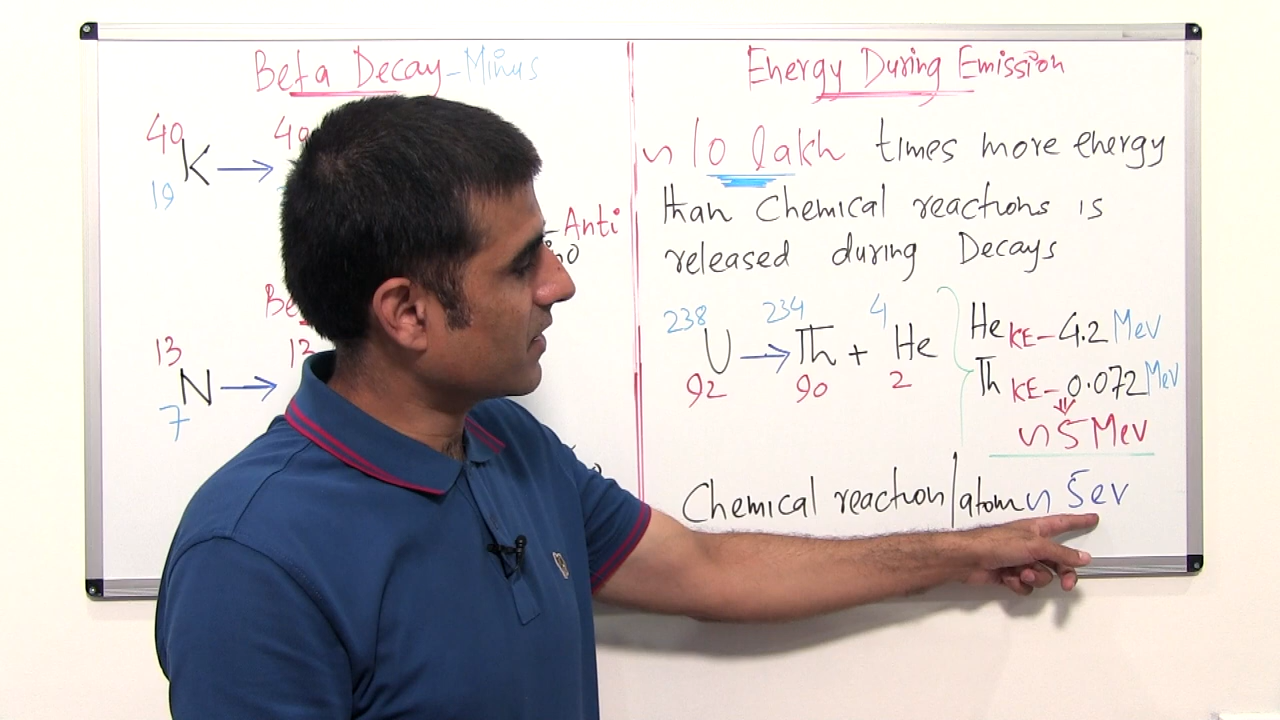 Beta Decay-Minus
40
K →
19
40
-Anti
Be
13
N →
7
13
Energy During Emission
~ 10 lakh times more energy
than Chemical reactions is
released during Decays
238 234 4
U → Th + He
92 90 2
He KE-4.2 MeV
Th KE-0.072 MeV
~ 5 MeV
Chemical reaction/atom ~ 5ev